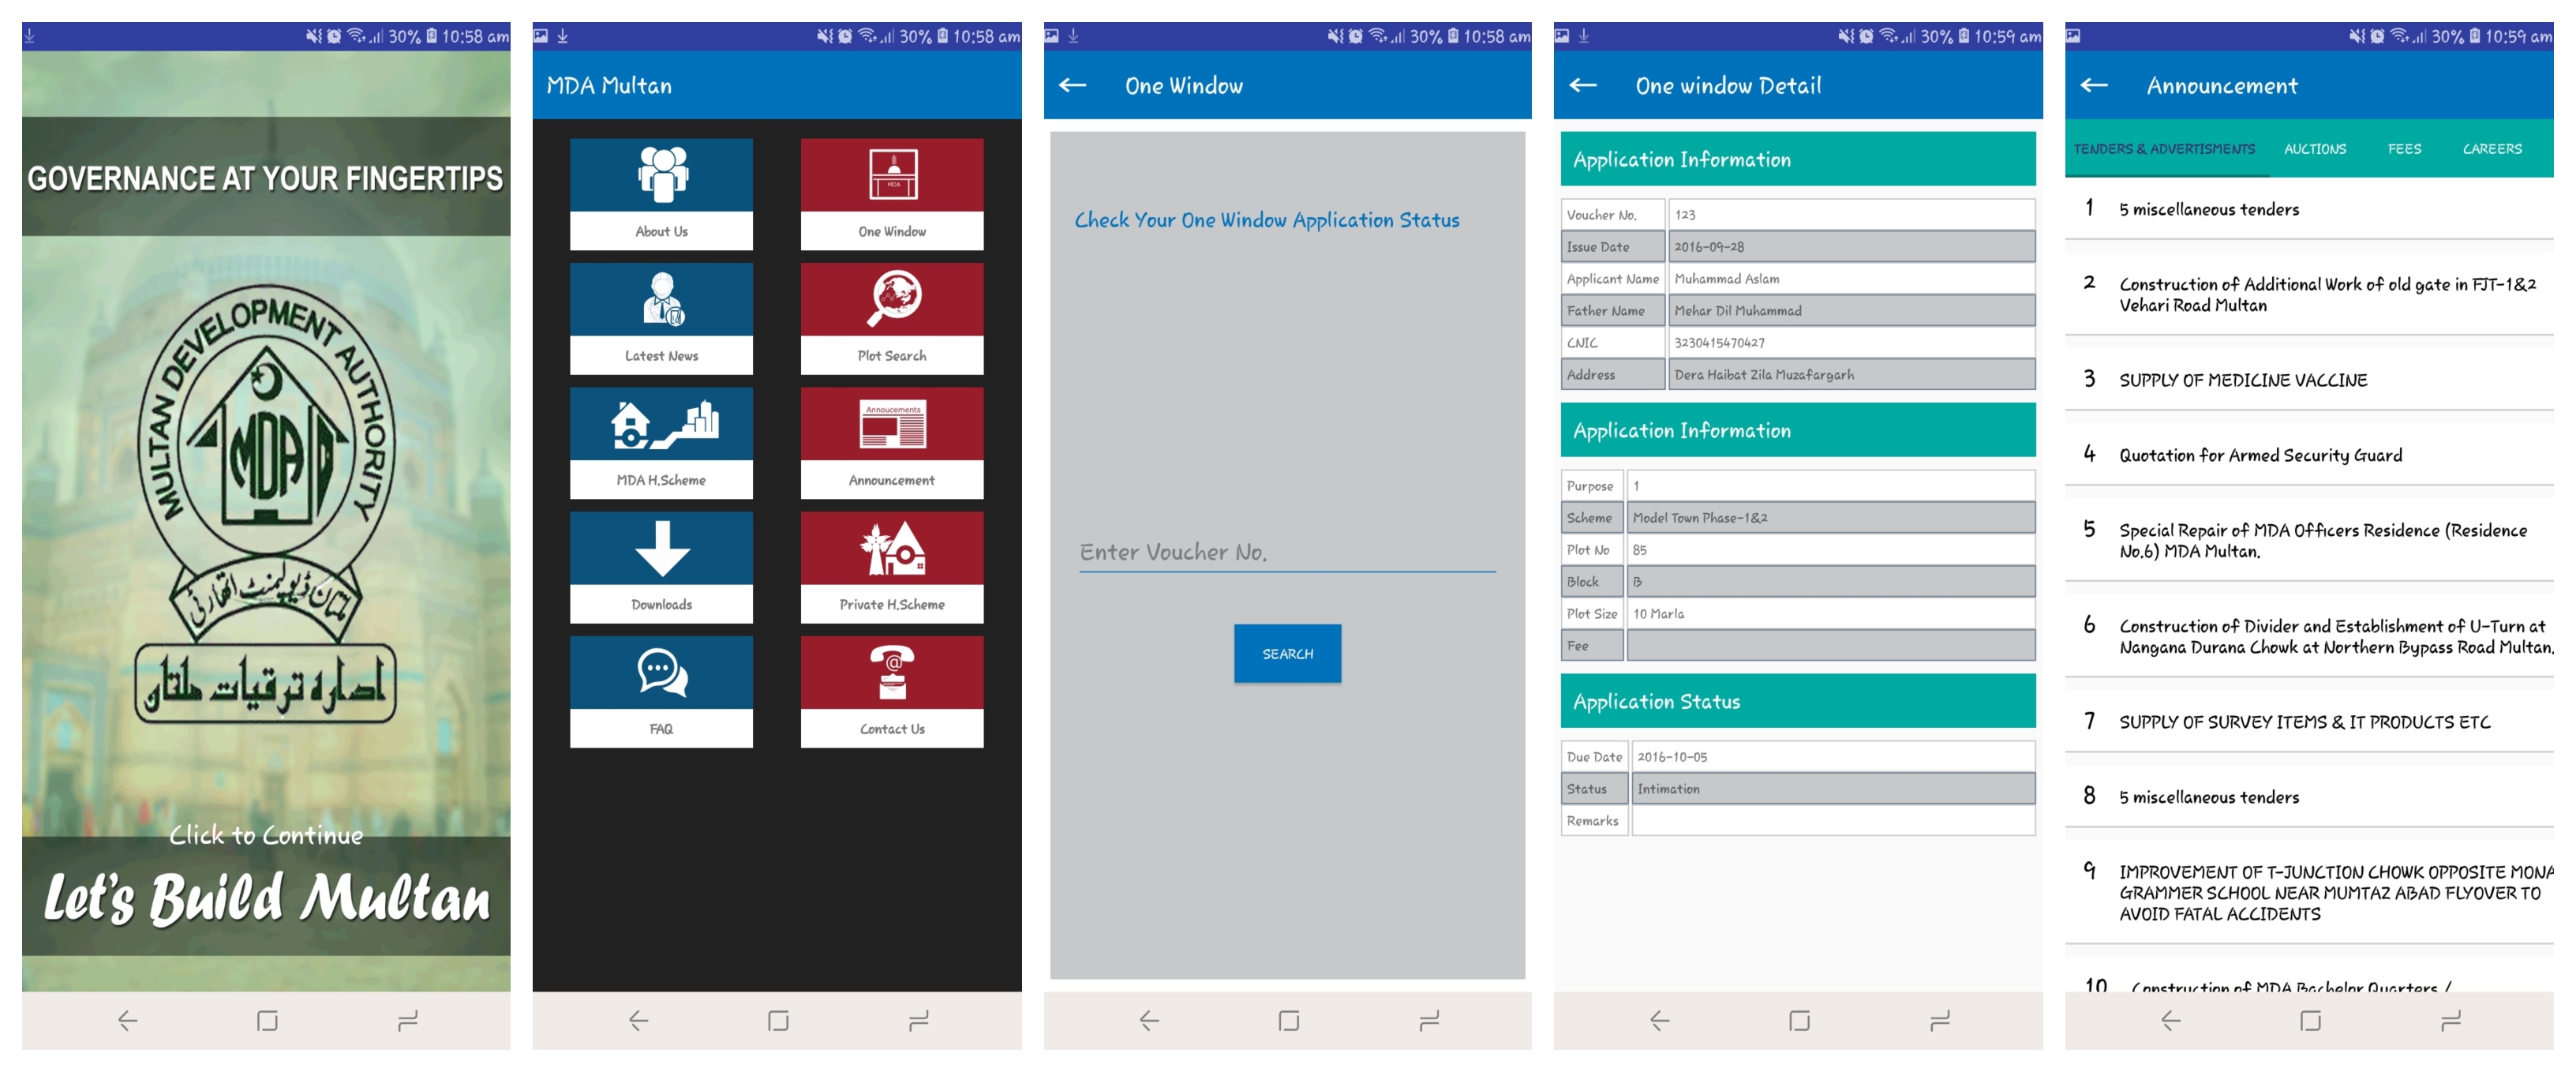 30% 10:58 am
GOVERNANCE AT YOUR FINGERTIPS
MULTAN DEVELOPMENT AUTHORITY
MDA
ملتان ڈیولپمنٹ اتھارٹی
ادارہ ترقیات ملتان
Click to Continue
Let's Build Multan
30% 10:58 am
MDA Multan
MDA
About Us
One Window
Latest News
Plot Search
Annoucements
MDA H.Scheme
Announcement
Downloads
Private H.Scheme
@
FAQ
Contact Us
30% 10:58 am
One Window
Check Your One Window Application Status
Enter Voucher No.
SEARCH
30% 10:59 am
One window Detail
Application Information
Voucher No. 123
Issue Date 2016-09-28
Applicant Name Muhammad Aslam
Father Name Mehar Dil Muhammad
CNIC 3230415470427
Address Dera Haibat Zila Muzafargarh
Application Information
Purpose 1
Scheme Model Town Phase-1&2
Plot No 85
Block B
Plot Size 10 Marla
Fee
Application Status
Due Date 2016-10-05
Status Intimation
Remarks
30% 10:59 am
Announcement
TENDERS & ADVERTISMENTS AUCTIONS FEES CAREERS
1 5 miscellaneous tenders
2 Construction of Additional Work of old gate in FJT-1&2
Vehari Road Multan
3 SUPPLY OF MEDICINE VACCINE
4 Quotation for Armed Security Guard
5 Special Repair of MDA Officers Residence (Residence
No.6) MDA Multan.
6 Construction of Divider and Establishment of U-Turn at
Nangana Durana Chowk at Northern Bypass Road Multan.
7 SUPPLY OF SURVEY ITEMS & IT PRODUCTS ETC
8 5 miscellaneous tenders
9 IMPROVEMENT OF T-JUNCTION CHOWK OPPOSITE MONA
GRAMMER SCHOOL NEAR MUMTAZ ABAD FLYOVER TO
AVOID FATAL ACCIDENTS
10 Construction of MDA Bachelor Quarters /